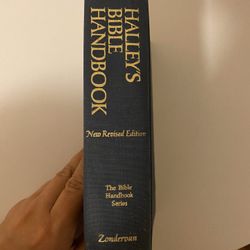 HALLEY'S
BIBLE
HANDBOOK
New Revised Edition
The Bible
Handbook
Series
Zondervan